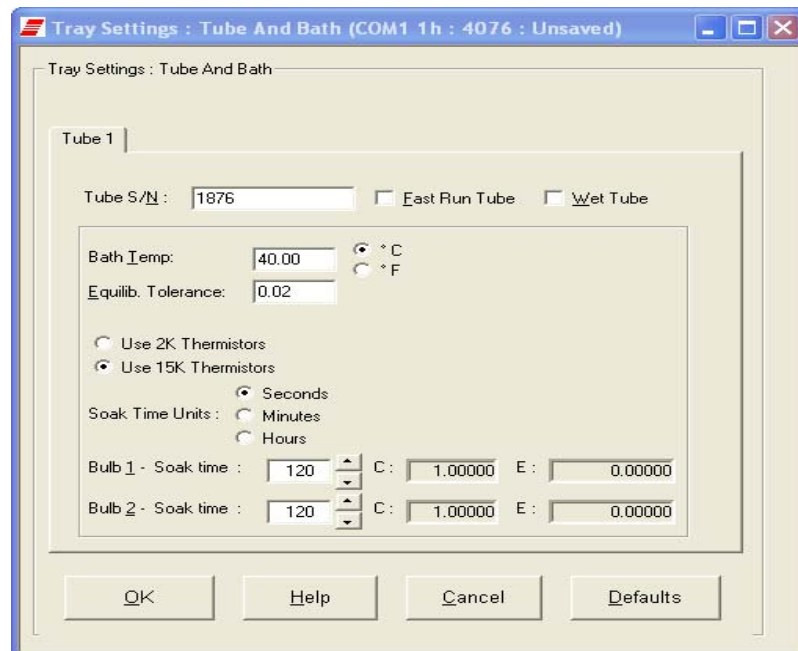 Tray Settings : Tube And Bath (COM1 1h : 4076 : Unsaved)
Tray Settings : Tube And Bath
Tube 1
Tube S/N : 1876 Fast Run Tube Wet Tube
Bath Temp: 40.00 ° C
° F
Equilib. Tolerance: 0.02
Use 2K Thermistors
Use 15K Thermistors
Seconds
Soak Time Units : Minutes
Hours
Bulb 1 - Soak time : 120 C : 1.00000 E : 0.00000
Bulb 2 - Soak time : 120 C : 1.00000 E : 0.00000
OK Help Cancel Defaults